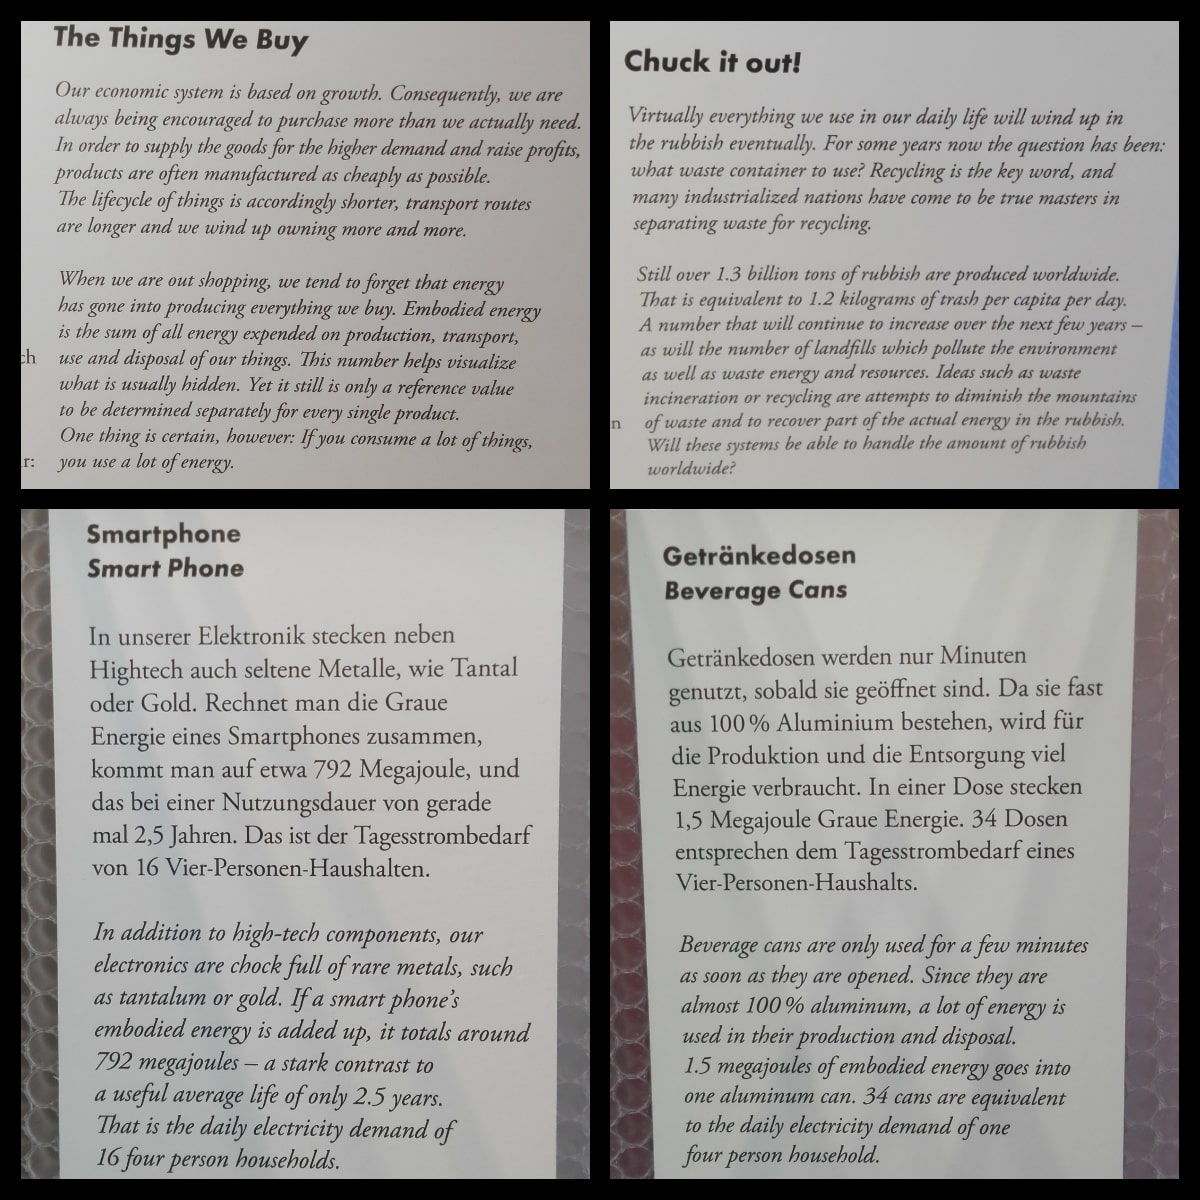 The Things We Buy
Our economic system is based on growth. Consequently, we are
always being encouraged to purchase more than we actually need.
In order to supply the goods for the higher demand and raise profits,
products are often manufactured as cheaply as possible.
The lifecycle of things is accordingly shorter, transport routes
are longer and we wind up owning more and more.
When we are out shopping, we tend to forget that energy
has gone into producing everything we buy. Embodied energy
is the sum of all energy expended on production, transport,
use and disposal of our things. This number helps visualize
what is usually hidden. Yet it still is only a reference value
to be determined separately for every single product.
One thing is certain, however: If you consume a lot of things,
you use a lot of energy.
Chuck it out!
Virtually everything we use in our daily life will wind up in
the rubbish eventually. For some years now the question has been:
what waste container to use? Recycling is the key word, and
many industrialized nations have come to be true masters in
separating waste for recycling.
Still over 1.3 billion tons of rubbish are produced worldwide.
That is equivalent to 1.2 kilograms of trash per capita per day.
A number that will continue to increase over the next few years –
as will the number of landfills which pollute the environment
as well as waste energy and resources. Ideas such as waste
incineration or recycling are attempts to diminish the mountains
of waste and to recover part of the actual energy in the rubbish.
Will these systems be able to handle the amount of rubbish
worldwide?
Smartphone
Smart Phone
In unserer Elektronik stecken neben
Hightech auch seltene Metalle, wie Tantal
oder Gold. Rechnet man die Graue
Energie eines Smartphones zusammen,
kommt man auf etwa 792 Megajoule, und
das bei einer Nutzungsdauer von gerade
mal 2,5 Jahren. Das ist der Tagesstrombedarf
von 16 Vier-Personen-Haushalten.
In addition to high-tech components, our
electronics are chock full of rare metals, such
as tantalum or gold. If a smart phone's
embodied energy is added up, it totals around
792 megajoules – a stark contrast to
a useful average life of only 2.5 years.
That is the daily electricity demand of
16 four person households.
Getränkedosen
Beverage Cans
Getränkedosen werden nur Minuten
genutzt, sobald sie geöffnet sind. Da sie fast
aus 100 % Aluminium bestehen, wird für
die Produktion und die Entsorgung viel
Energie verbraucht. In einer Dose stecken
1,5 Megajoule Graue Energie. 34 Dosen
entsprechen dem Tagesstrombedarf eines
Vier-Personen-Haushalts.
Beverage cans are only used for a few minutes
as soon as they are opened. Since they are
almost 100 % aluminum, a lot of energy is
used in their production and disposal.
1.5 megajoules of embodied energy goes into
one aluminum can. 34 cans are equivalent
to the daily electricity demand of one
four person household.